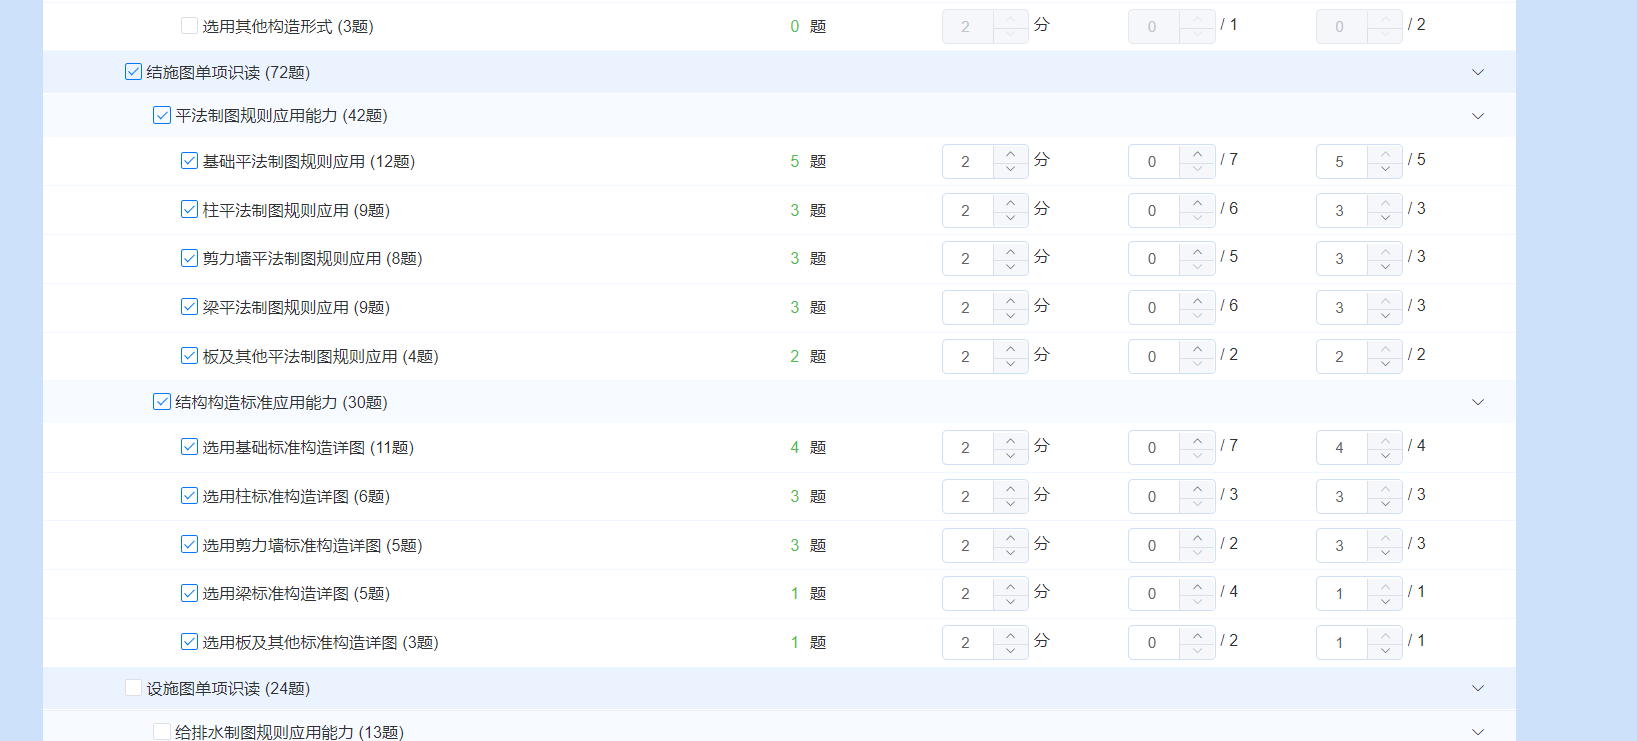 选用其他构造形式 (3题) 0 题 2 分 0 / 1 0 / 2
结施图单项识读 (72题)
平法制图规则应用能力 (42题)
基础平法制图规则应用 (12题) 5 题 2 分 0 / 7 5 / 5
柱平法制图规则应用 (9题) 3 题 2 分 0 / 6 3 / 3
剪力墙平法制图规则应用 (8题) 3 题 2 分 0 / 5 3 / 3
梁平法制图规则应用 (9题) 3 题 2 分 0 / 6 3 / 3
板及其他平法制图规则应用 (4题) 2 题 2 分 0 / 2 2 / 2
结构构造标准应用能力 (30题)
选用基础标准构造详图 (11题) 4 题 2 分 0 / 7 4 / 4
选用柱标准构造详图 (6题) 3 题 2 分 0 / 3 3 / 3
选用剪力墙标准构造详图 (5题) 3 题 2 分 0 / 2 3 / 3
选用梁标准构造详图 (5题) 1 题 2 分 0 / 4 1 / 1
选用板及其他标准构造详图 (3题) 1 题 2 分 0 / 2 1 / 1
设施图单项识读 (24题)
给排水制图规则应用能力 (13题)